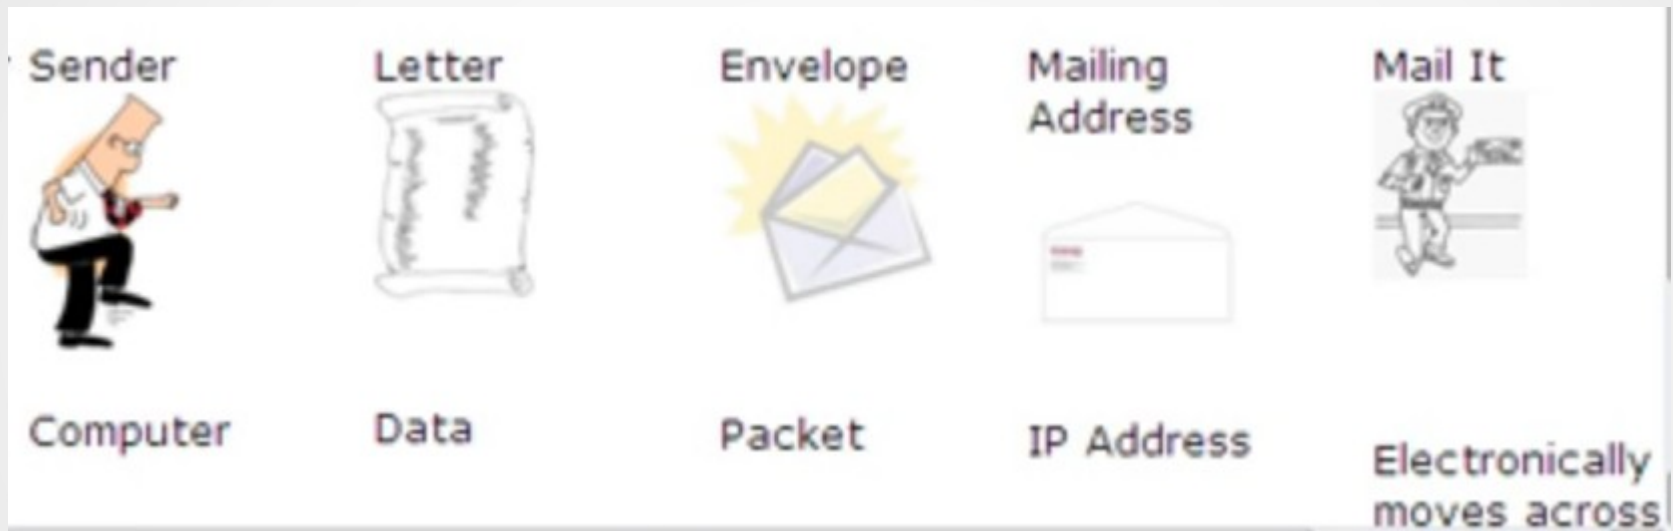 Sender
Letter
Envelope
Mailing
Address
Mail It
Computer
Data
Packet
IP Address
Electronically
moves across